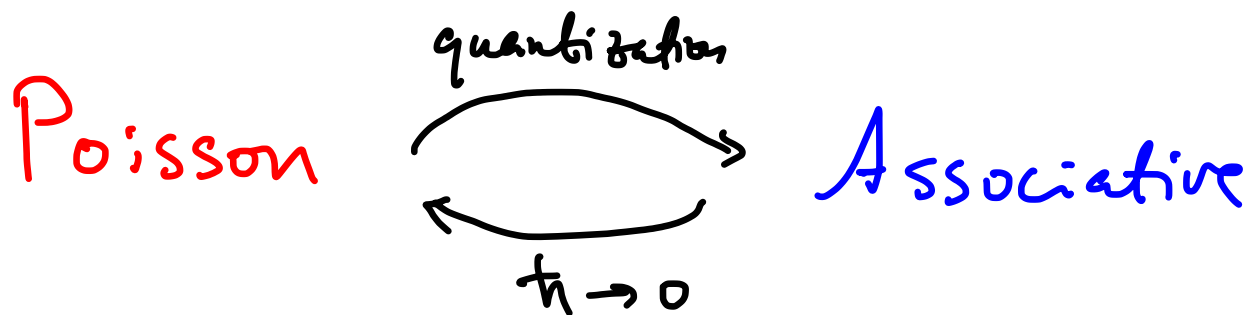 quantization
Poisson
Associative
ℏ → 0